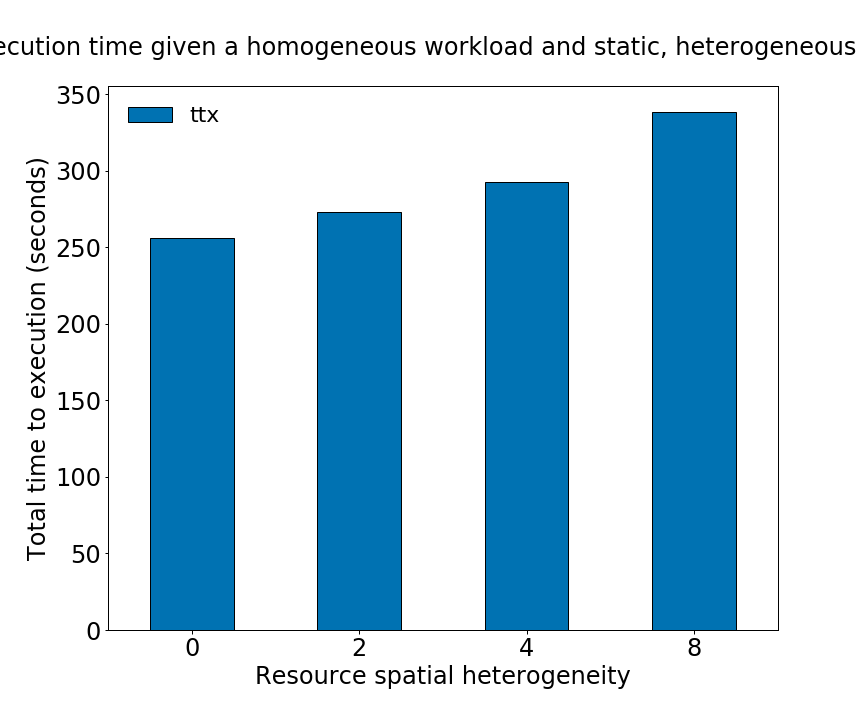 ecution time given a homogeneous workload and static, heterogeneous
350
300
250
200
150
100
50
0
Total time to execution (seconds)
ttx
0 2 4 8
Resource spatial heterogeneity